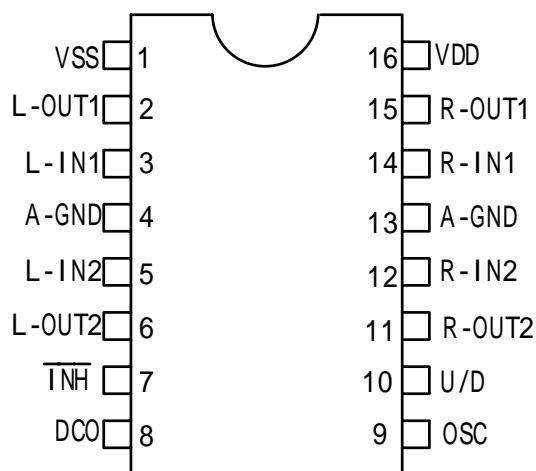 VSS 1 16 VDD
L-OUT1 2 15 R-OUT1
L-IN1 3 14 R-IN1
A-GND 4 13 A-GND
L-IN2 5 12 R-IN2
L-OUT2 6 11 R-OUT2
I̅N̅H̅ 7 10 U/D
DCO 8 9 OSC